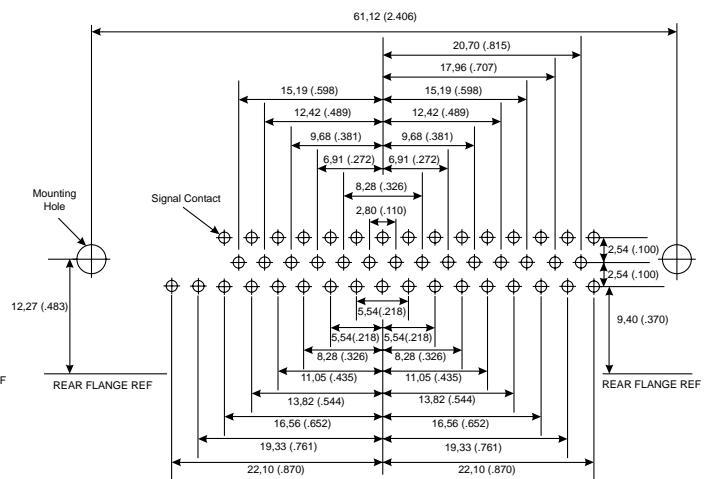 61,12 (2.406)
20,70 (.815)
17,96 (.707)
15,19 (.598) 15,19 (.598)
12,42 (.489) 12,42 (.489)
9,68 (.381) 9,68 (.381)
6,91 (.272) 6,91 (.272)
8,28 (.326)
2,80 (.110)
Mounting
Hole
Signal Contact
2,54 (.100)
2,54 (.100)
12,27 (.483)
9,40 (.370)
5,54(.218)
5,54(.218) 5,54(.218)
8,28 (.326) 8,28 (.326)
F
REAR FLANGE REF
11,05 (.435) 11,05 (.435)
REAR FLANGE REF
13,82 (.544) 13,82 (.544)
16,56 (.652) 16,56 (.652)
19,33 (.761) 19,33 (.761)
22,10 (.870) 22,10 (.870)